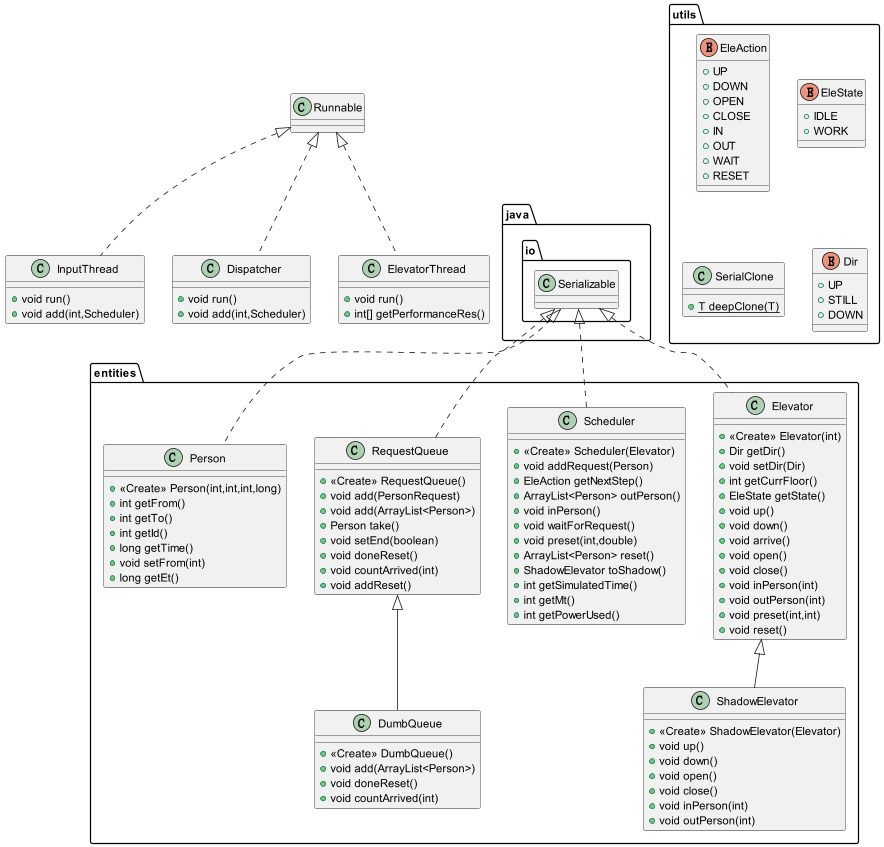 utils
EleAction
UP
DOWN
OPEN
CLOSE
IN
OUT
WAIT
RESET
EleState
IDLE
WORK
SerialClone
T deepClone(T)
Dir
UP
STILL
DOWN
Runnable
InputThread
void run()
void add(int,Scheduler)
Dispatcher
void run()
void add(int,Scheduler)
ElevatorThread
void run()
int[] getPerformanceRes()
java
io
Serializable
entities
Person
«Create» Person(int,int,int,long)
int getFrom()
int getTo()
int getId()
long getTime()
void setFrom(int)
long getEt()
RequestQueue
«Create» RequestQueue()
void add(PersonRequest)
void add(ArrayList<Person>)
Person take()
void setEnd(boolean)
void doneReset()
void countArrived(int)
void addReset()
Scheduler
«Create» Scheduler(Elevator)
void addRequest(Person)
EleAction getNextStep()
ArrayList<Person> outPerson()
void inPerson()
void waitForRequest()
void preset(int,double)
ArrayList<Person> reset()
ShadowElevator toShadow()
int getSimulatedTime()
int getMt()
int getPowerUsed()
Elevator
«Create» Elevator(int)
Dir getDir()
void setDir(Dir)
int getCurrFloor()
EleState getState()
void up()
void down()
void arrive()
void open()
void close()
void inPerson(int)
void outPerson(int)
void preset(int,int)
void reset()
DumbQueue
«Create» DumbQueue()
void add(ArrayList<Person>)
void doneReset()
void countArrived(int)
ShadowElevator
«Create» ShadowElevator(Elevator)
void up()
void down()
void open()
void close()
void inPerson(int)
void outPerson(int)